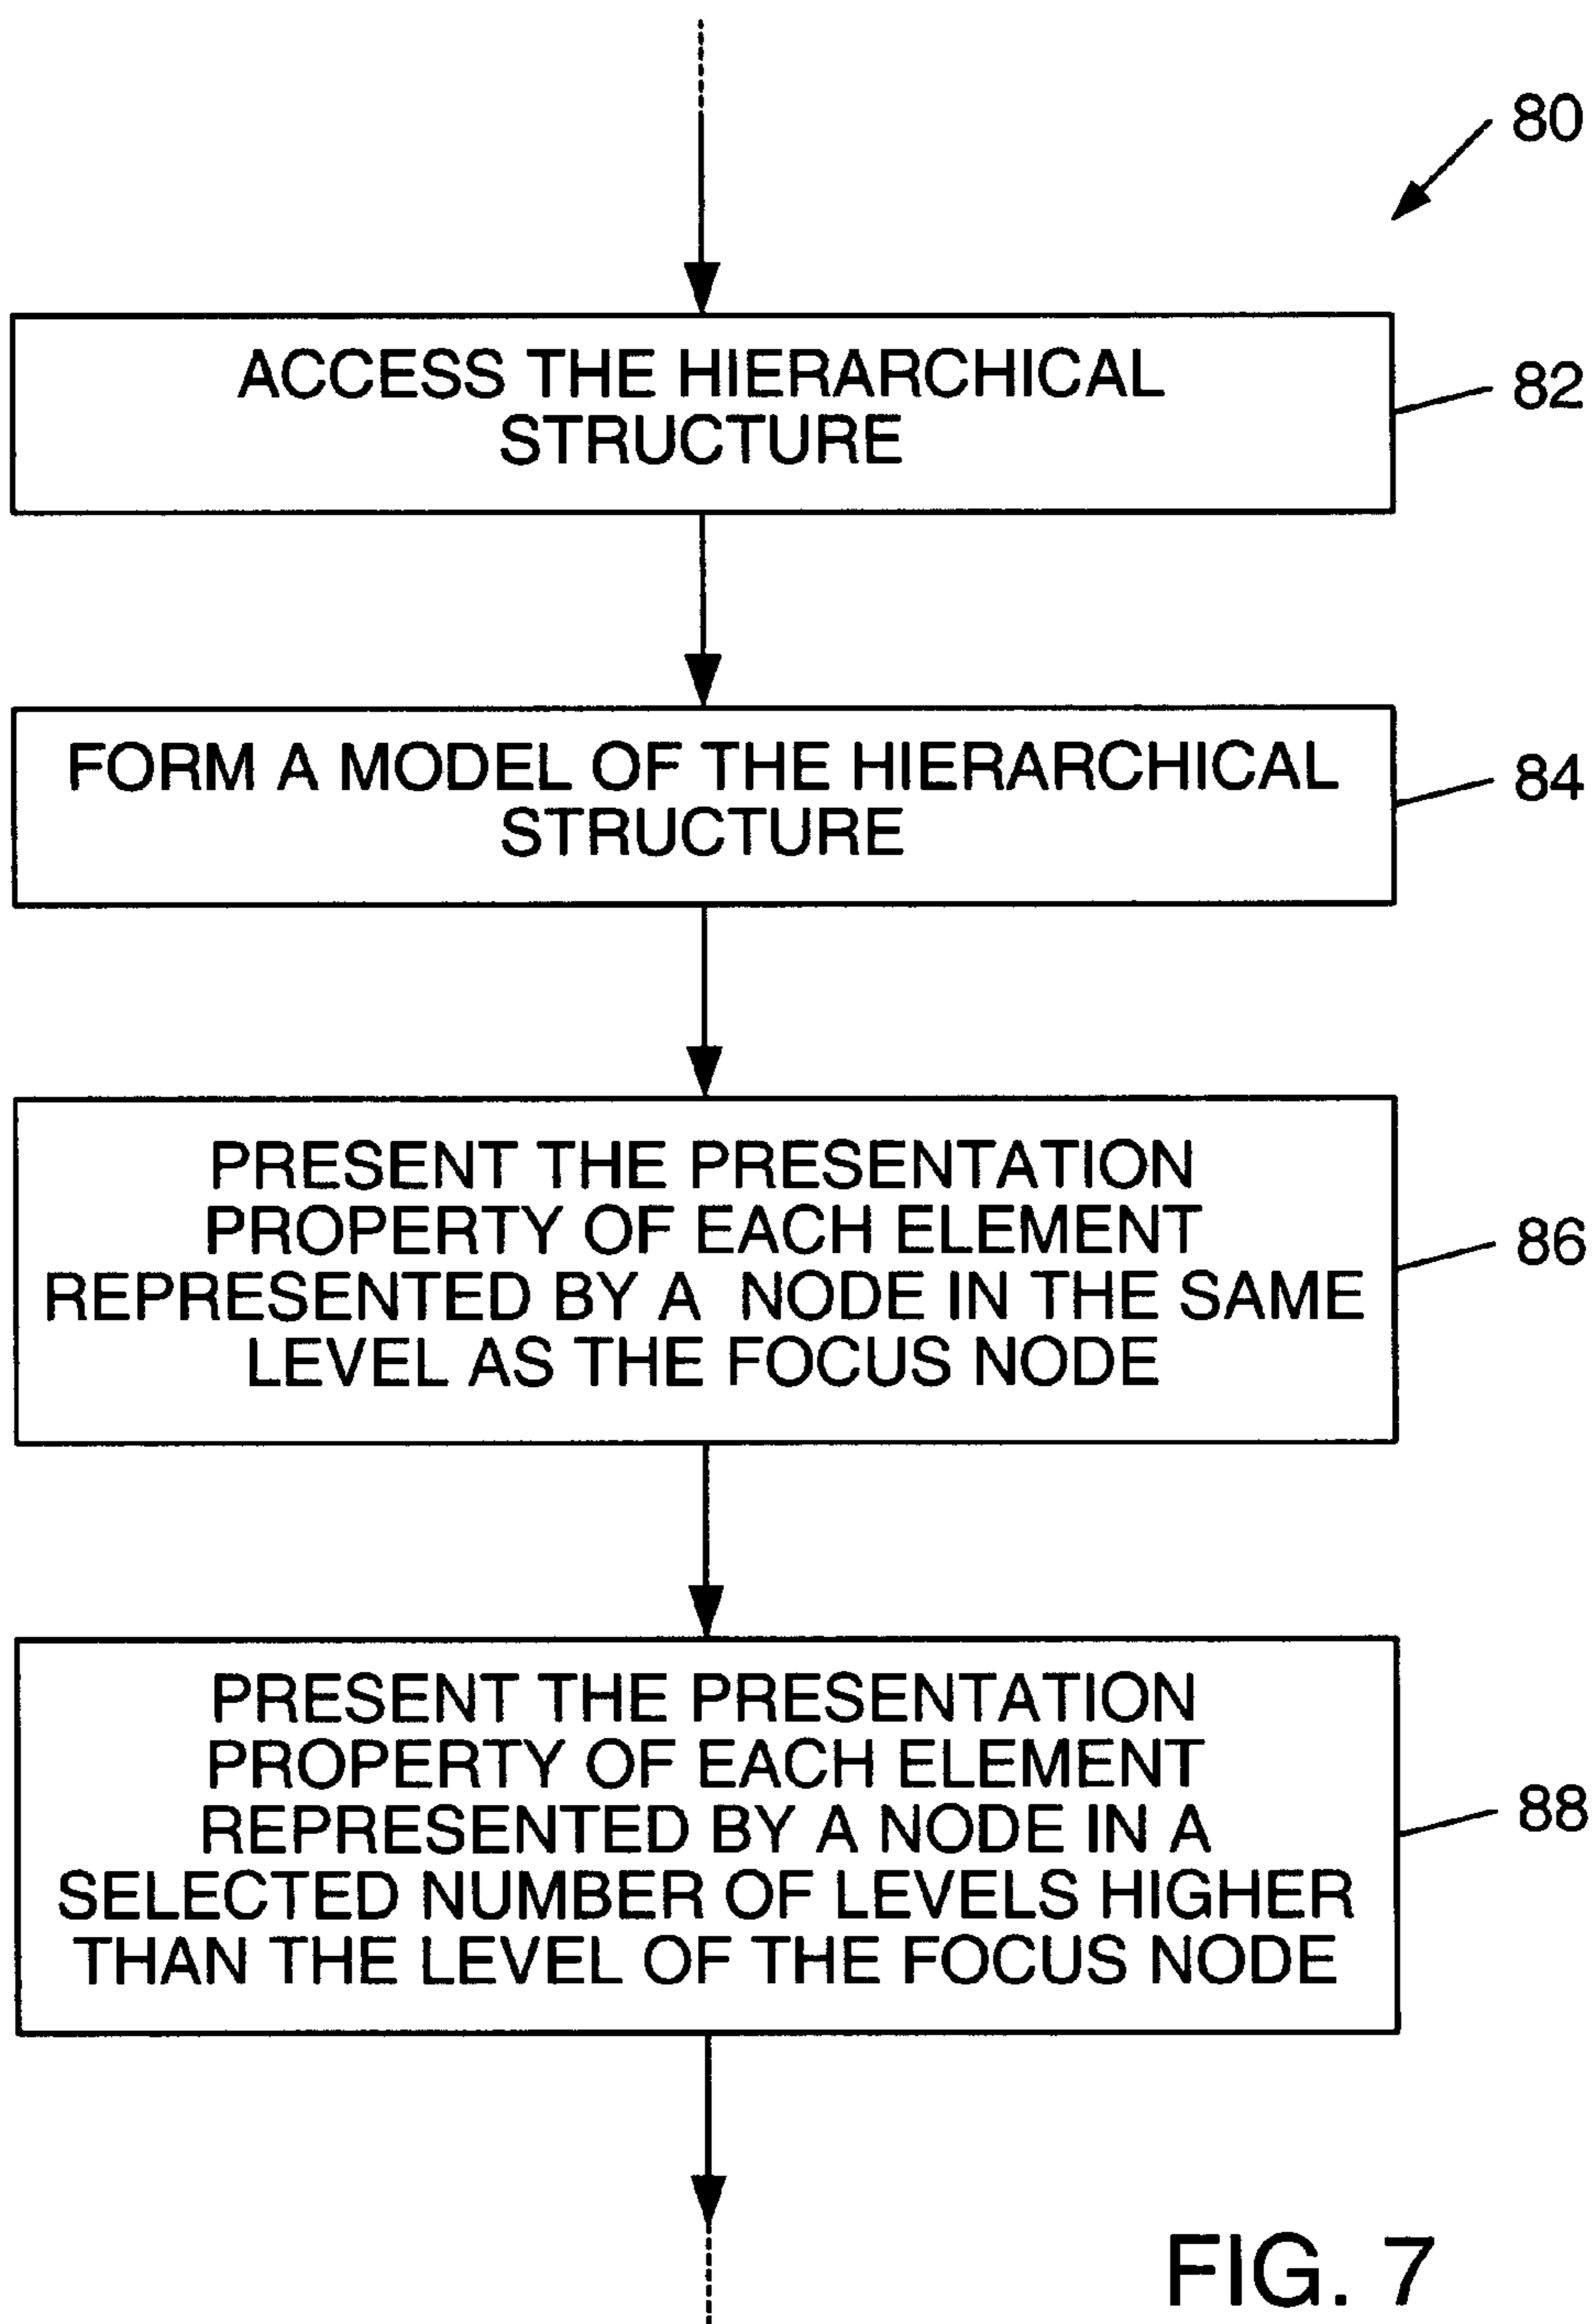 80
ACCESS THE HIERARCHICAL
STRUCTURE
82
FORM A MODEL OF THE HIERARCHICAL
STRUCTURE
84
PRESENT THE PRESENTATION
PROPERTY OF EACH ELEMENT
REPRESENTED BY A NODE IN THE SAME
LEVEL AS THE FOCUS NODE
86
PRESENT THE PRESENTATION
PROPERTY OF EACH ELEMENT
REPRESENTED BY A NODE IN A
SELECTED NUMBER OF LEVELS HIGHER
THAN THE LEVEL OF THE FOCUS NODE
88
FIG. 7